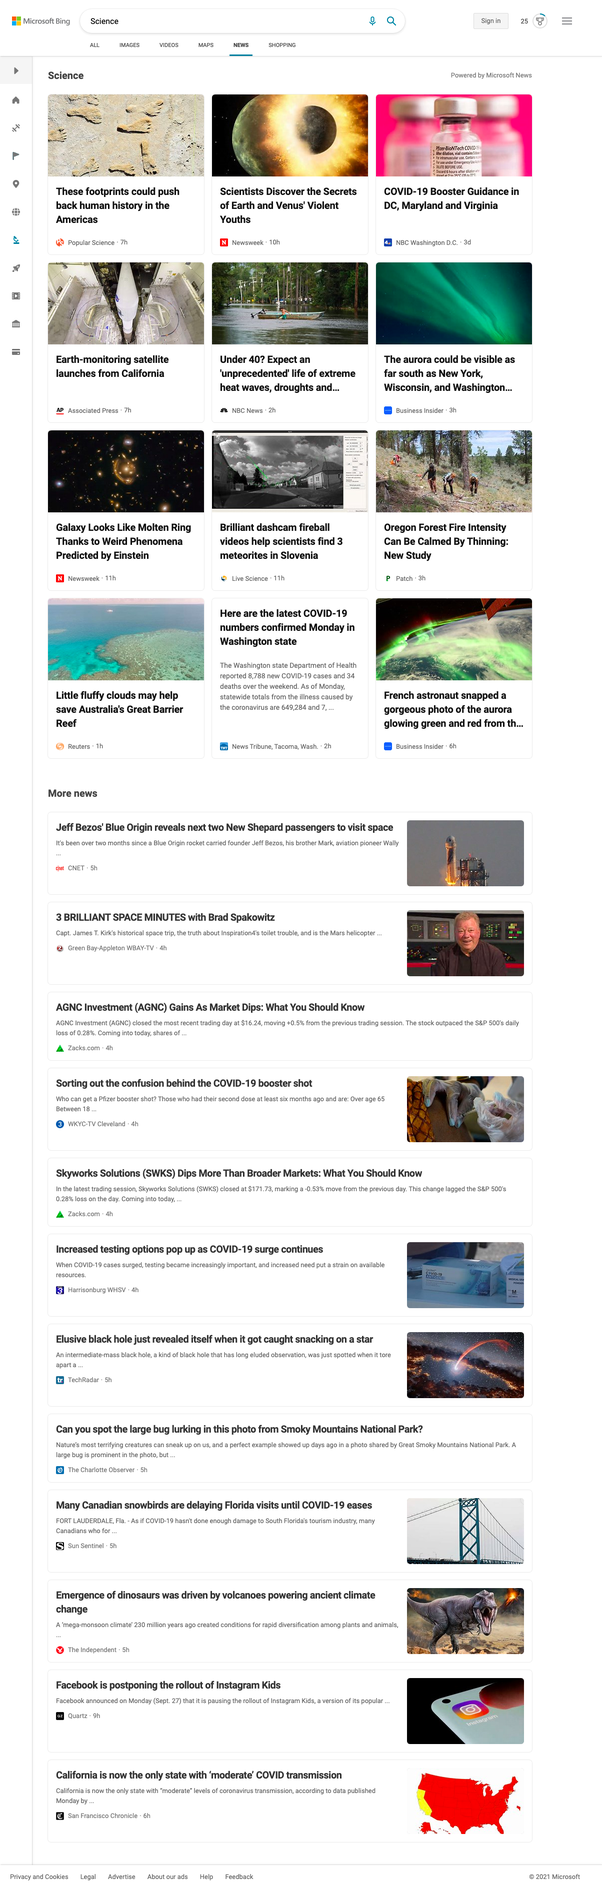 Microsoft Bing
Science
Sign in
25
ALL
IMAGES
VIDEOS
MAPS
NEWS
SHOPPING
Science
Powered by Microsoft News
These footprints could push
back human history in the
Americas
Popular Science · 7h
Scientists Discover the Secrets
of Earth and Venus' Violent
Youths
Newsweek · 10h
COVID-19 Booster Guidance in
DC, Maryland and Virginia
NBC Washington D.C. · 3d
Earth-monitoring satellite
launches from California
AP
Associated Press · 7h
Under 40? Expect an
'unprecedented' life of extreme
heat waves, droughts and...
NBC News · 2h
The aurora could be visible as
far south as New York,
Wisconsin, and Washington...
Business Insider · 3h
Galaxy Looks Like Molten Ring
Thanks to Weird Phenomena
Predicted by Einstein
Newsweek · 11h
Brilliant dashcam fireball
videos help scientists find 3
meteorites in Slovenia
Live Science · 11h
Oregon Forest Fire Intensity
Can Be Calmed By Thinning:
New Study
Patch · 3h
Little fluffy clouds may help
save Australia's Great Barrier
Reef
Reuters · 1h
Here are the latest COVID-19
numbers confirmed Monday in
Washington state
The Washington state Department of Health
reported 8,788 new COVID-19 cases and 34
deaths over the weekend. As of Monday,
statewide totals from the illness caused by
the coronavirus are 649,284 and 7, ...
News Tribune, Tacoma, Wash. · 2h
French astronaut snapped a
gorgeous photo of the aurora
glowing green and red from th...
Business Insider · 6h
More news
Jeff Bezos' Blue Origin reveals next two New Shepard passengers to visit space
It's been over two months since a Blue Origin rocket carried founder Jeff Bezos, his brother Mark, aviation pioneer Wally
...
CNET · 5h
3 BRILLIANT SPACE MINUTES with Brad Spakowitz
Capt. James T. Kirk's historical space trip, the truth about Inspiration4's toilet trouble, and is the Mars helicopter ...
Green Bay-Appleton WBAY-TV · 4h
AGNC Investment (AGNC) Gains As Market Dips: What You Should Know
AGNC Investment (AGNC) closed the most recent trading day at $16.24, moving +0.5% from the previous trading session. The stock outpaced the S&P 500's daily
loss of 0.28%. Coming into today, shares of ...
Zacks.com · 4h
Sorting out the confusion behind the COVID-19 booster shot
Who can get a Pfizer booster shot? Those who had their second dose at least six months ago and are: Over age 65
Between 18 ...
WKYC-TV Cleveland · 4h
Skyworks Solutions (SWKS) Dips More Than Broader Markets: What You Should Know
In the latest trading session, Skyworks Solutions (SWKS) closed at $171.73, marking a -0.53% move from the previous day. This change lagged the S&P 500's
0.28% loss on the day. Coming into today, ...
Zacks.com · 4h
Increased testing options pop up as COVID-19 surge continues
When COVID-19 cases surged, testing became increasingly important, and increased need put a strain on available
resources.
Harrisonburg WHSV · 4h
Elusive black hole just revealed itself when it got caught snacking on a star
An intermediate-mass black hole, a kind of black hole that has long eluded observation, was just spotted when it tore
apart a ...
TechRadar · 5h
Can you spot the large bug lurking in this photo from Smoky Mountains National Park?
Nature's most terrifying creatures can sneak up on us, and a perfect example showed up days ago in a photo shared by Great Smoky Mountains National Park. A
large bug is prominent in the photo, but ...
The Charlotte Observer · 5h
Many Canadian snowbirds are delaying Florida visits until COVID-19 eases
FORT LAUDERDALE, Fla. - As if COVID-19 hasn't done enough damage to South Florida's tourism industry, many
Canadians who for ...
Sun Sentinel · 5h
Emergence of dinosaurs was driven by volcanoes powering ancient climate
change
A 'mega-monsoon climate' 230 million years ago created conditions for rapid diversification among plants and animals,
...
The Independent · 5h
Facebook is postponing the rollout of Instagram Kids
Facebook announced on Monday (Sept. 27) that it is pausing the rollout of Instagram Kids, a version of its popular ...
Quartz · 9h
California is now the only state with 'moderate' COVID transmission
California is now the only state with "moderate" levels of coronavirus transmission, according to data published
Monday by ...
San Francisco Chronicle · 6h
Privacy and Cookies
Legal
Advertise
About our ads
Help
Feedback
© 2021 Microsoft